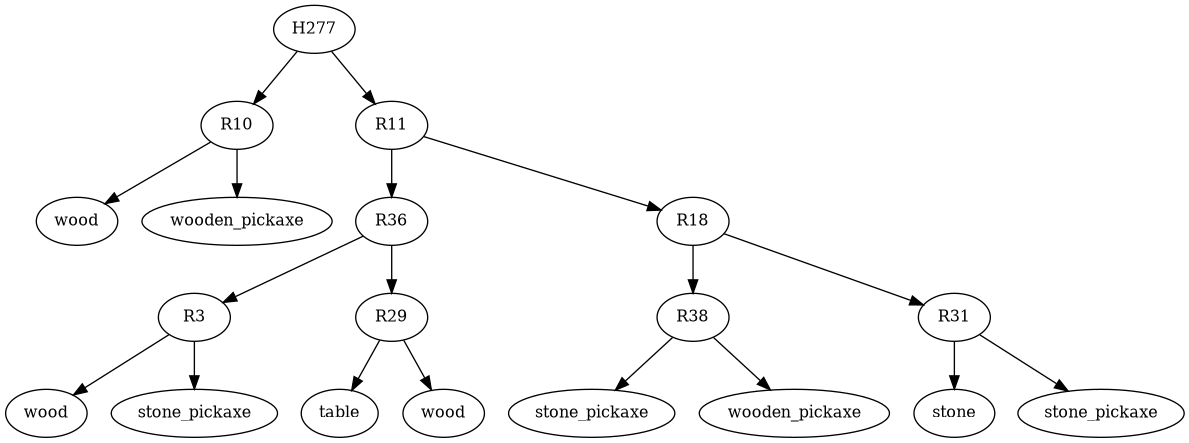 H277
R10 R11
wood wooden_pickaxe R36 R18
R3 R29 R38 R31
wood stone_pickaxe table wood stone_pickaxe wooden_pickaxe stone stone_pickaxe